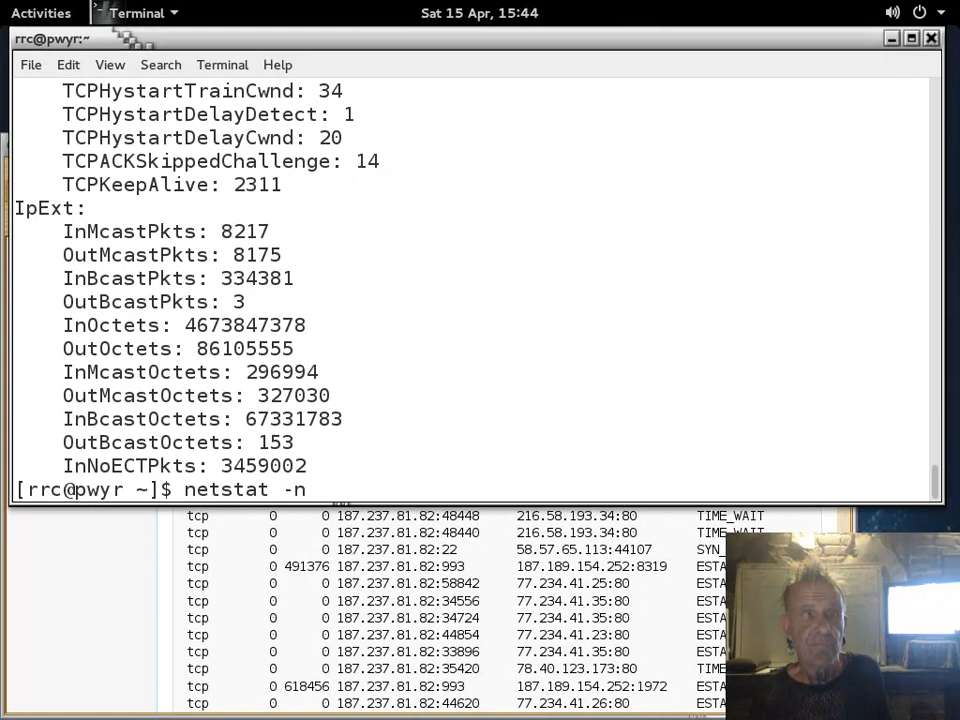 Activities Terminal Sat 15 Apr, 15:44
rrc@pwyr:~
File Edit View Search Terminal Help
TCPHystartTrainCwnd: 34
TCPHystartDelayDetect: 1
TCPHystartDelayCwnd: 20
TCPACKSkippedChallenge: 14
TCPKeepAlive: 2311
IpExt:
InMcastPkts: 8217
OutMcastPkts: 8175
InBcastPkts: 334381
OutBcastPkts: 3
InOctets: 4673847378
OutOctets: 86105555
InMcastOctets: 296994
OutMcastOctets: 327030
InBcastOctets: 67331783
OutBcastOctets: 153
InNoECTPkts: 3459002
[rrc@pwyr ~]$ netstat -n
tcp 0 0 187.237.81.82:48448 216.58.193.34:80 TIME_WAIT
tcp 0 0 187.237.81.82:48440 216.58.193.34:80 TIME_WAIT
tcp 0 0 187.237.81.82:22 58.57.65.113:44107 SYN_
tcp 0 491376 187.237.81.82:993 187.189.154.252:8319 ESTA
tcp 0 0 187.237.81.82:58842 77.234.41.25:80 ESTA
tcp 0 0 187.237.81.82:34556 77.234.41.35:80 ESTA
tcp 0 0 187.237.81.82:34724 77.234.41.35:80 ESTA
tcp 0 0 187.237.81.82:44854 77.234.41.23:80 ESTA
tcp 0 0 187.237.81.82:33896 77.234.41.35:80 ESTA
tcp 0 0 187.237.81.82:35420 78.40.123.173:80 TIME
tcp 0 618456 187.237.81.82:993 187.189.154.252:1972 ESTA
tcp 0 0 187.237.81.82:44620 77.234.41.26:80 ESTA